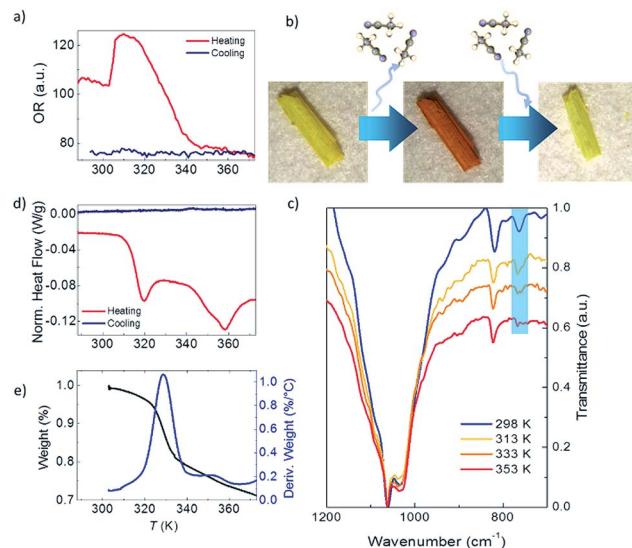 a)
120
100
80
OR (a.u.)
Heating
Cooling
300
320
340
360
b)
d)
0.00
-0.04
-0.08
-0.12
Norm. Heat Flow (W/g)
Heating
Cooling
300
320
340
360
c)
1.0
0.8
0.6
0.4
0.2
0.0
Transmittance (a.u.)
298 K
313 K
333 K
353 K
1200
1000
800
Wavenumber (cm⁻¹)
e)
1.0
0.9
0.8
0.7
Weight (%)
1.0
0.8
0.6
0.4
0.2
0.0
Deriv. Weight (%/°C)
300
320
340
360
T (K)